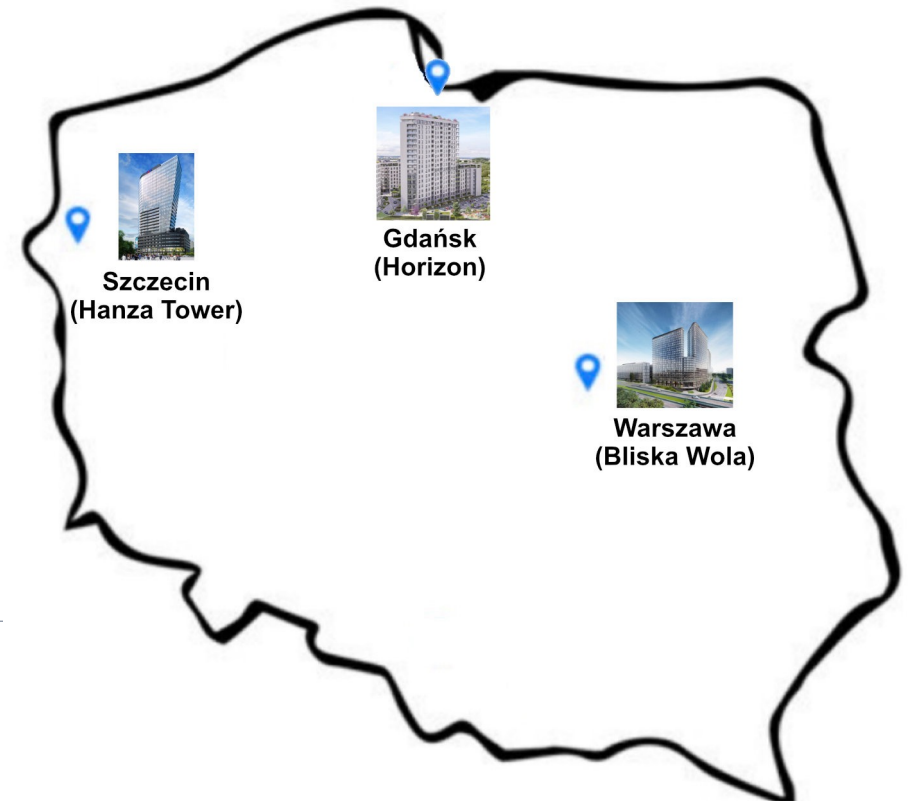 Gdańsk
(Horizon)
Szczecin
(Hanza Tower)
Warszawa
(Bliska Wola)